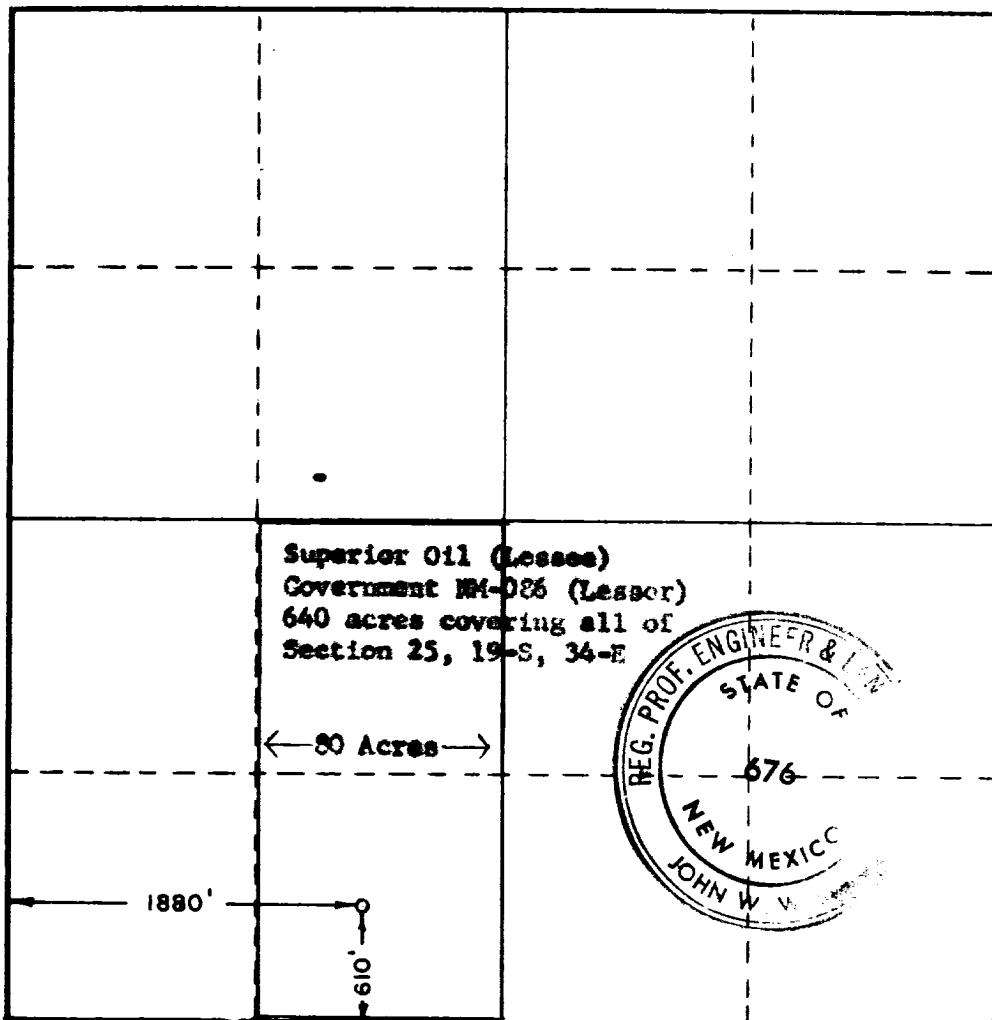 Superior Oil (Lessee)
Government NM-086 (Lessor)
640 acres covering all of
Section 25, 19-S, 34-E
80 Acres
REG. PROF. ENGINEER &
STATE OF
676
NEW MEXICO
JOHN W.
1880'
610'